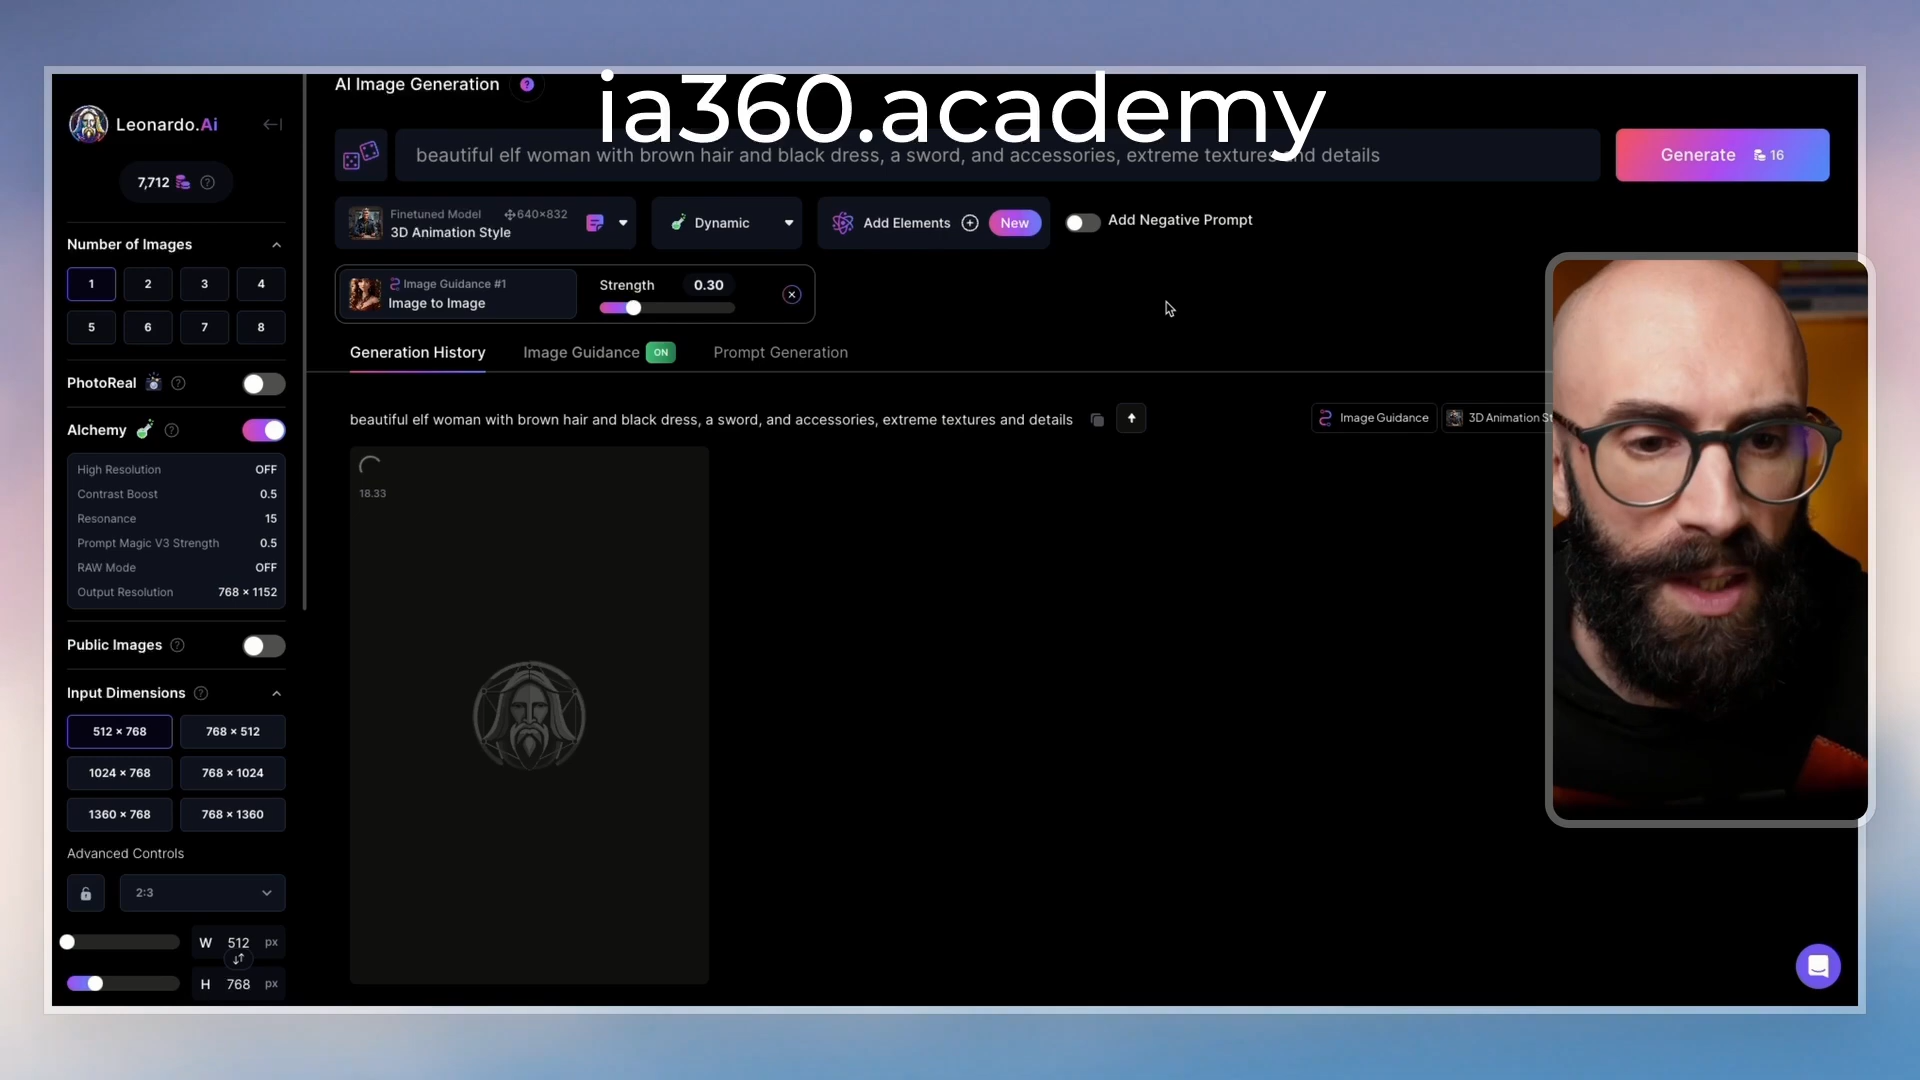 AI Image Generation
?
ia360.academy
Leonardo.Ai
7,712
?
beautiful elf woman with brown hair and black dress, a sword, and accessories, extreme textures and details
Generate 16
Finetuned Model 640×832
3D Animation Style
Dynamic
Add Elements
New
Add Negative Prompt
Number of Images
1 2 3 4
5 6 7 8
Image Guidance #1
Image to Image
Strength 0.30
Generation History
Image Guidance ON
Prompt Generation
PhotoReal ?
Alchemy ?
High Resolution OFF
Contrast Boost 0.5
Resonance 15
Prompt Magic V3 Strength 0.5
RAW Mode OFF
Output Resolution 768 × 1152
beautiful elf woman with brown hair and black dress, a sword, and accessories, extreme textures and details
Image Guidance
3D Animation St
18.33
Public Images ?
Input Dimensions ?
512 × 768 768 × 512
1024 × 768 768 × 1024
1360 × 768 768 × 1360
Advanced Controls
2:3
W 512 px
H 768 px